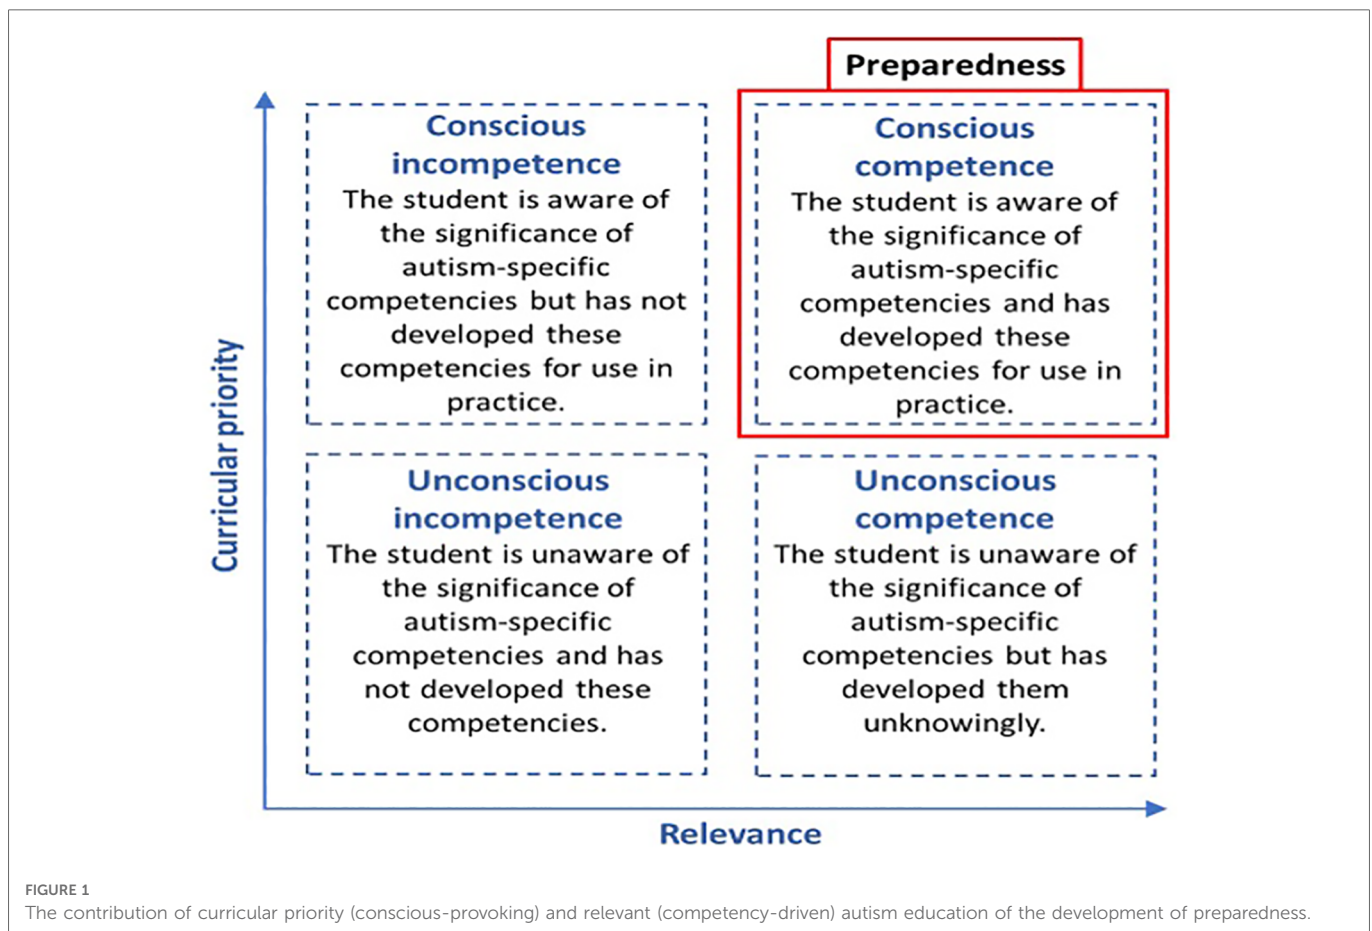 Preparedness
Conscious
incompetence
The student is aware of
the significance of
autism-specific
competencies but has not
developed these
competencies for use in
practice.
Conscious
competence
The student is aware of
the significance of
autism-specific
competencies and has
developed these
competencies for use in
practice.
Curricular priority
Unconscious
incompetence
The student is unaware of
the significance of
autism-specific
competencies and has
not developed these
competencies.
Unconscious
competence
The student is unaware of
the significance of
autism-specific
competencies but has
developed them
unknowingly.
Relevance
FIGURE 1
The contribution of curricular priority (conscious-provoking) and relevant (competency-driven) autism education of the development of preparedness.